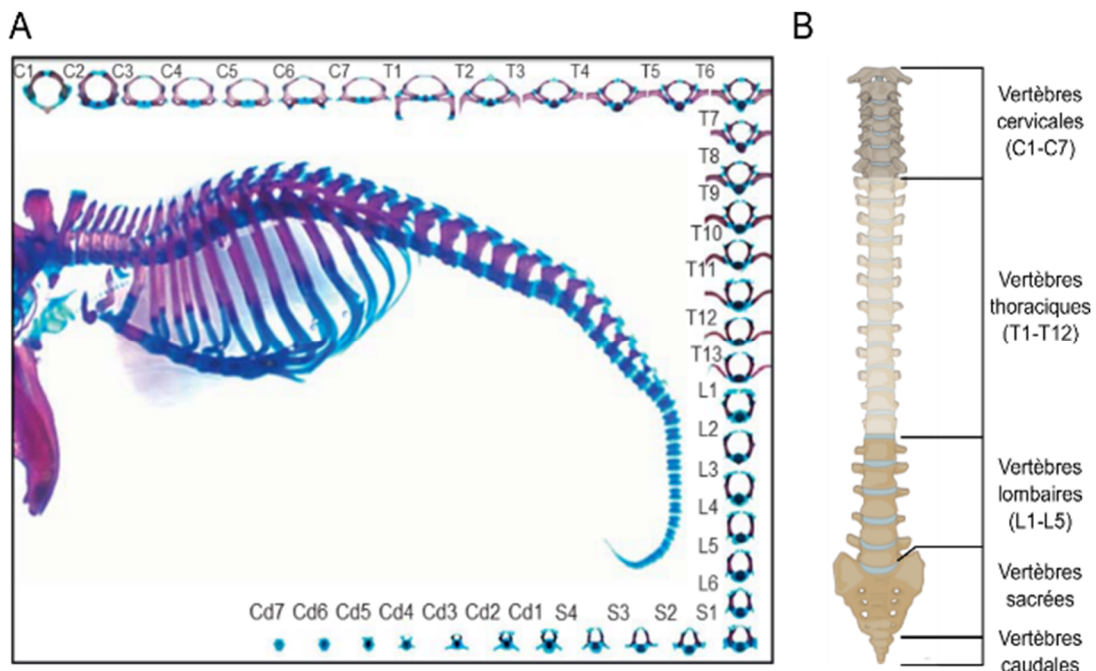 A
C1 C2 C3 C4 C5 C6 C7 T1 T2 T3 T4 T5 T6
T7
T8
T9
T10
T11
T12
T13
L1
L2
L3
L4
L5
L6
Cd7 Cd6 Cd5 Cd4 Cd3 Cd2 Cd1 S4 S3 S2 S1
B
Vertèbres
cervicales
(C1-C7)
Vertèbres
thoraciques
(T1-T12)
Vertèbres
lombaires
(L1-L5)
Vertèbres
sacrées
Vertèbres
caudales